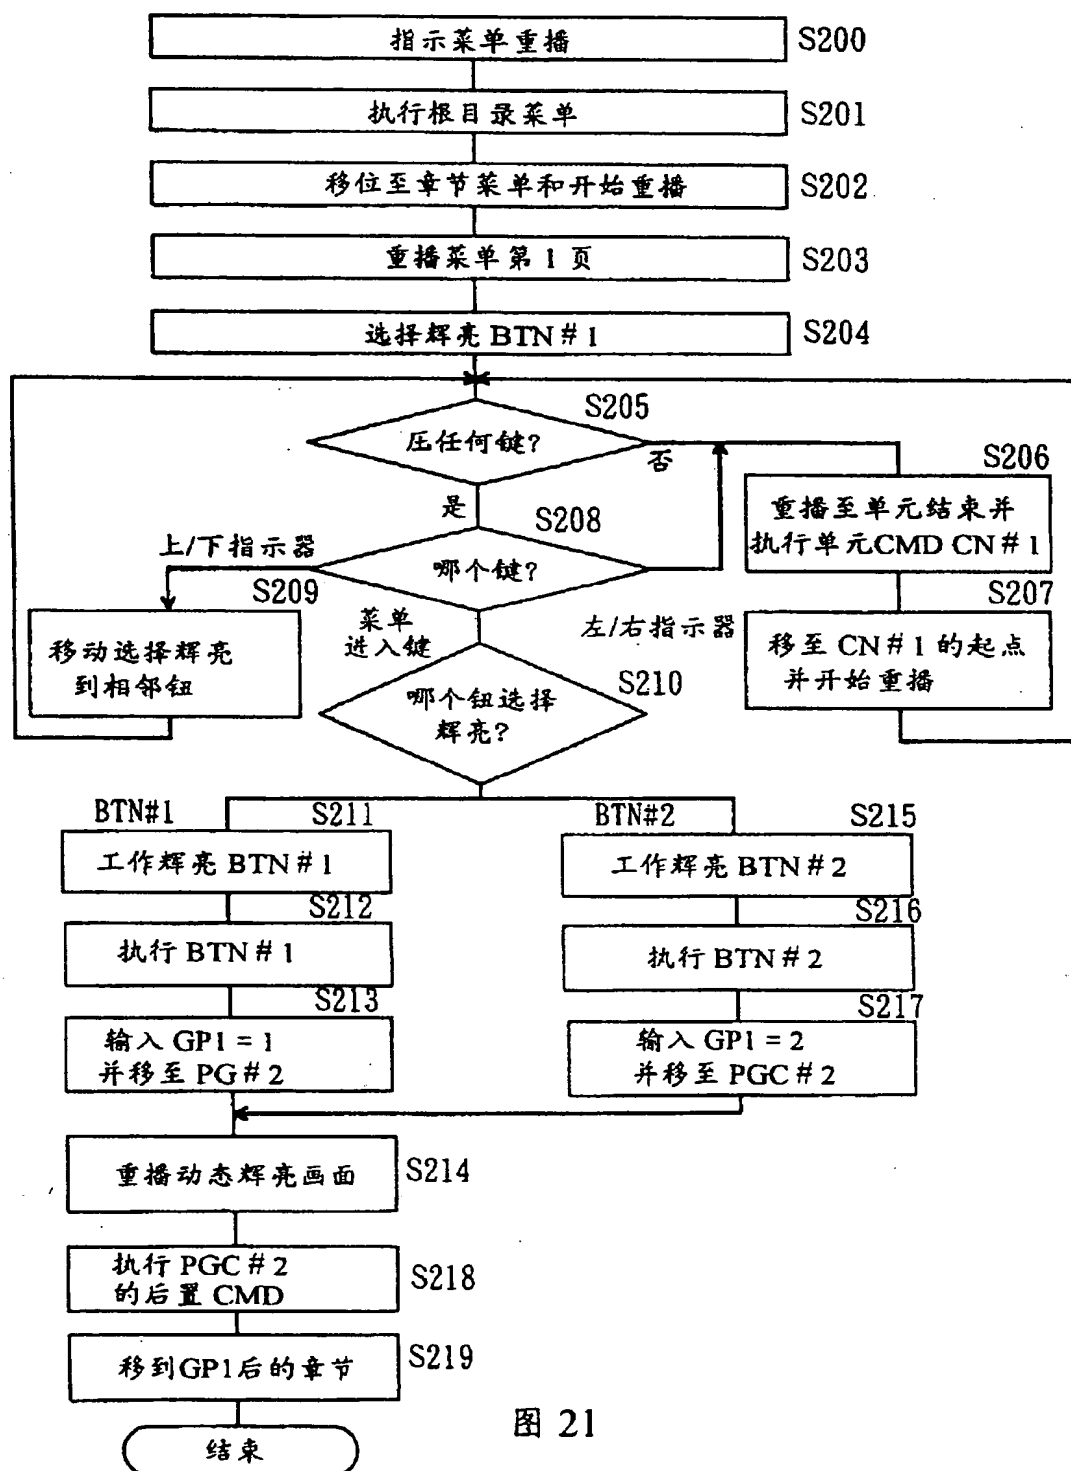 指示菜单重播
S200
执行根目录菜单
S201
移位至章节菜单和开始重播
S202
重播菜单第1页
S203
选择辉亮 BTN#1
S204
S205
压任何键?
否
S206
是
S208
重播至单元结束并
执行单元CMD CN#1
上/下指示器
哪个键?
S207
S209
菜单
进入键
左/右指示器
移动选择辉亮
到相邻钮
移至 CN#1 的起点
并开始重播
S210
哪个钮选择
辉亮?
BTN#1
S211
BTN#2
S215
工作辉亮 BTN#1
工作辉亮 BTN#2
S212
S216
执行 BTN#1
执行 BTN#2
S213
S217
输入 GP1 = 1
并移至 PG#2
输入 GP1 = 2
并移至 PGC#2
重播动态辉亮画面
S214
执行 PGC#2
的后置 CMD
S218
移到GP1后的章节
S219
图 21
结束